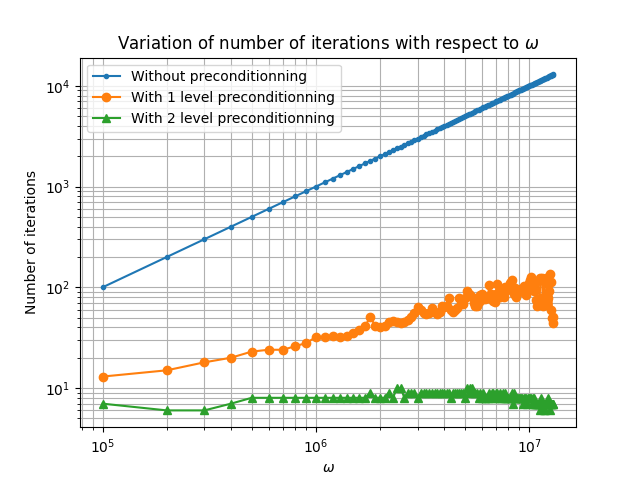 Variation of number of iterations with respect to ω
Without preconditionning
With 1 level preconditionning
With 2 level preconditionning
Number of iterations
10⁴
10³
10²
10¹
10⁵ 10⁶ 10⁷
ω